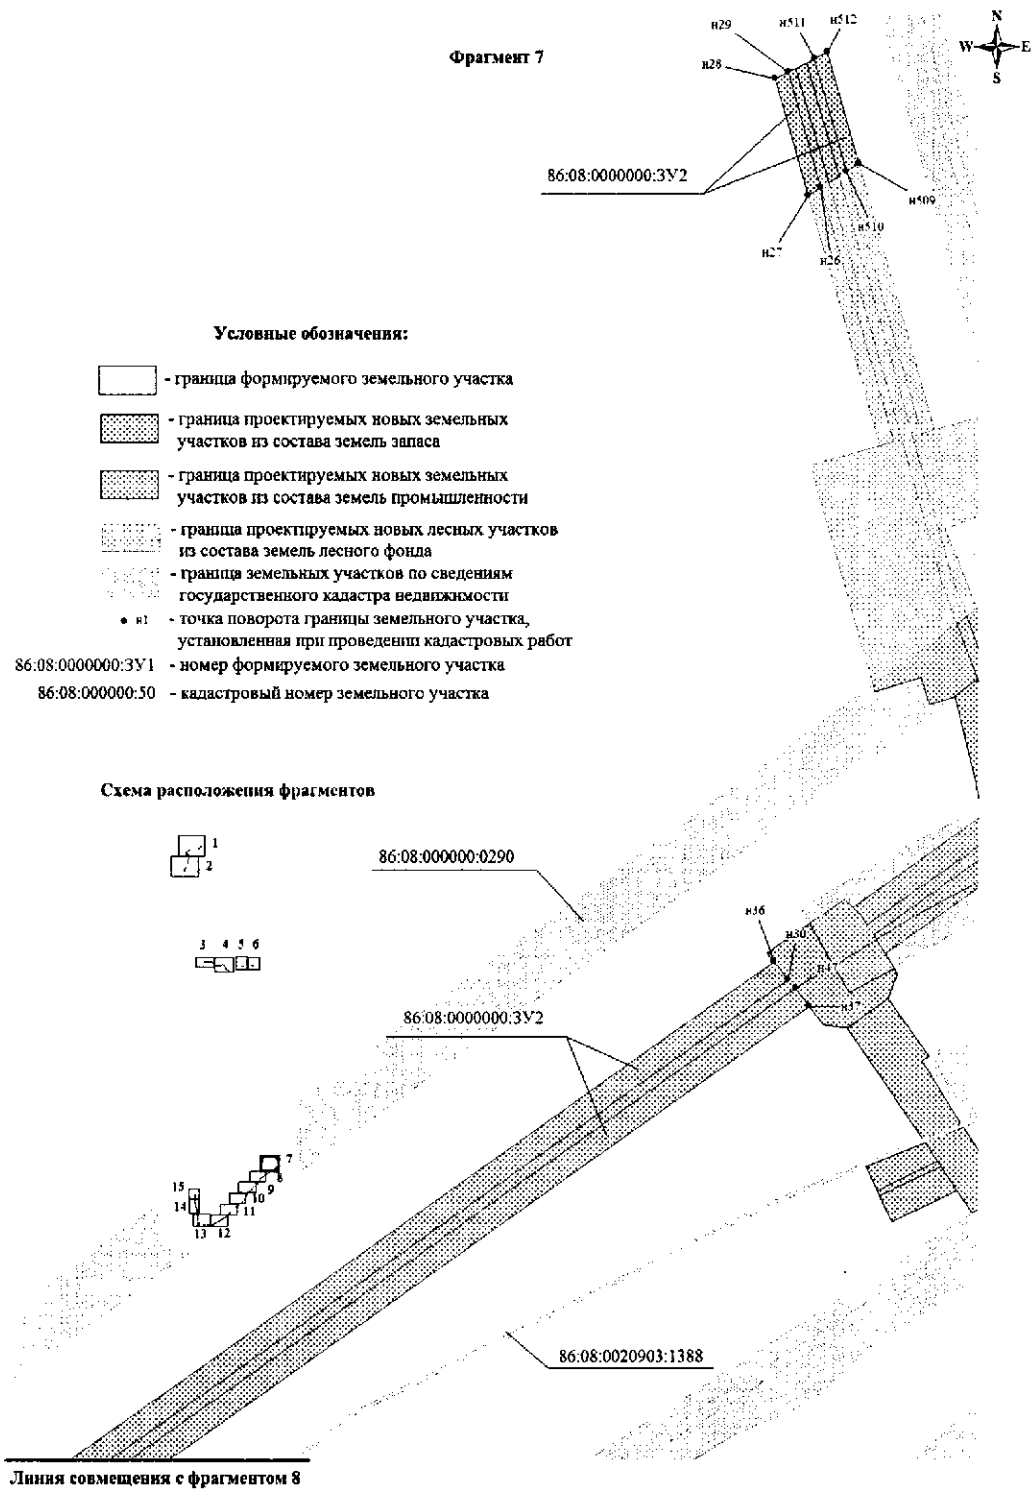 Фрагмент 7
N
W E
S
н29
н511
н512
н28
86:08:0000000:ЗУ2
н509
н510
н27
н26
Условные обозначения:
- граница формируемого земельного участка
- граница проектируемых новых земельных
участков из состава земель запаса
- граница проектируемых новых земельных
участков из состава земель промышленности
- граница проектируемых новых лесных участков
из состава земель лесного фонда
- граница земельных участков по сведениям
государственного кадастра недвижимости
н1 - точка поворота границы земельного участка,
установленная при проведении кадастровых работ
86:08:0000000:ЗУ1 - номер формируемого земельного участка
86:08:000000:50 - кадастровый номер земельного участка
Схема расположения фрагментов
1
2
86:08:000000:0290
н36
н30
3 4 5 6
н47
н37
86:08:0000000:ЗУ2
7
8
9
10
11
15
14
13 12
86:08:0020903:1388
Линия совмещения с фрагментом 8